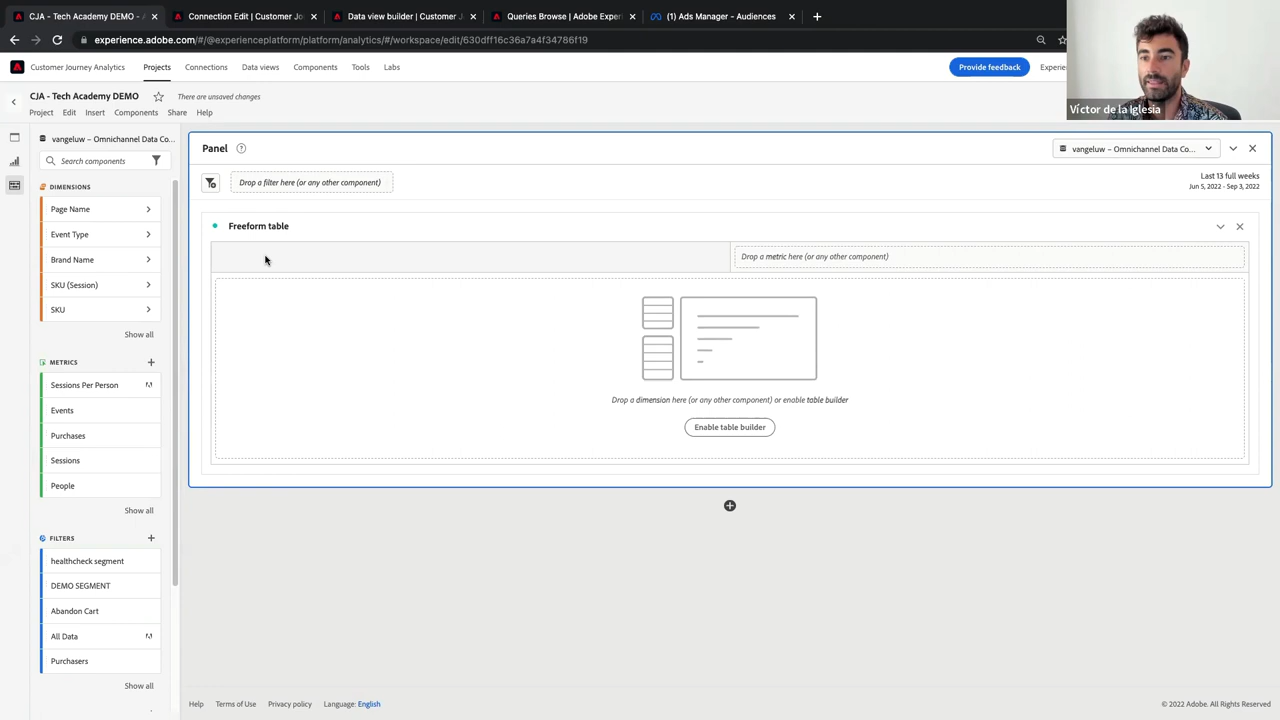 CJA - Tech Academy DEMO - A
Connection Edit | Customer Jo
Data view builder | Customer J
Queries Browse | Adobe Exper
(1) Ads Manager - Audiences
experience.adobe.com/#/@experienceplatform/platform/analytics/#/workspace/edit/630dff16c36a7a4f34786f19
Customer Journey Analytics
Projects
Connections
Data views
Components
Tools
Labs
Provide feedback
Experie
Víctor de la Iglesia
CJA - Tech Academy DEMO
There are unsaved changes
Project
Edit
Insert
Components
Share
Help
vangeluw – Omnichannel Data Co...
Search components
DIMENSIONS
Page Name
Event Type
Brand Name
SKU (Session)
SKU
Show all
METRICS
Sessions Per Person
Events
Purchases
Sessions
People
Show all
FILTERS
healthcheck segment
DEMO SEGMENT
Abandon Cart
All Data
Purchasers
Show all
Panel
vangeluw – Omnichannel Data Co...
Drop a filter here (or any other component)
Last 13 full weeks
Jun 5, 2022 - Sep 3, 2022
Freeform table
Drop a metric here (or any other component)
Drop a dimension here (or any other component) or enable table builder
Enable table builder
Help
Terms of Use
Privacy policy
Language: English
© 2022 Adobe. All Rights Reserved